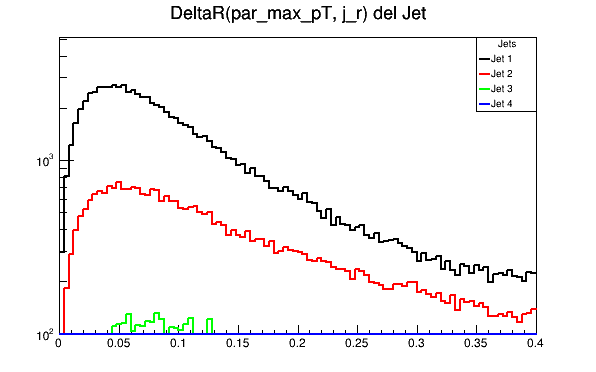 DeltaR(par_max_pT, j_r) del Jet
Jets
Jet 1
Jet 2
Jet 3
Jet 4
10³
10²
0 0.05 0.1 0.15 0.2 0.25 0.3 0.35 0.4